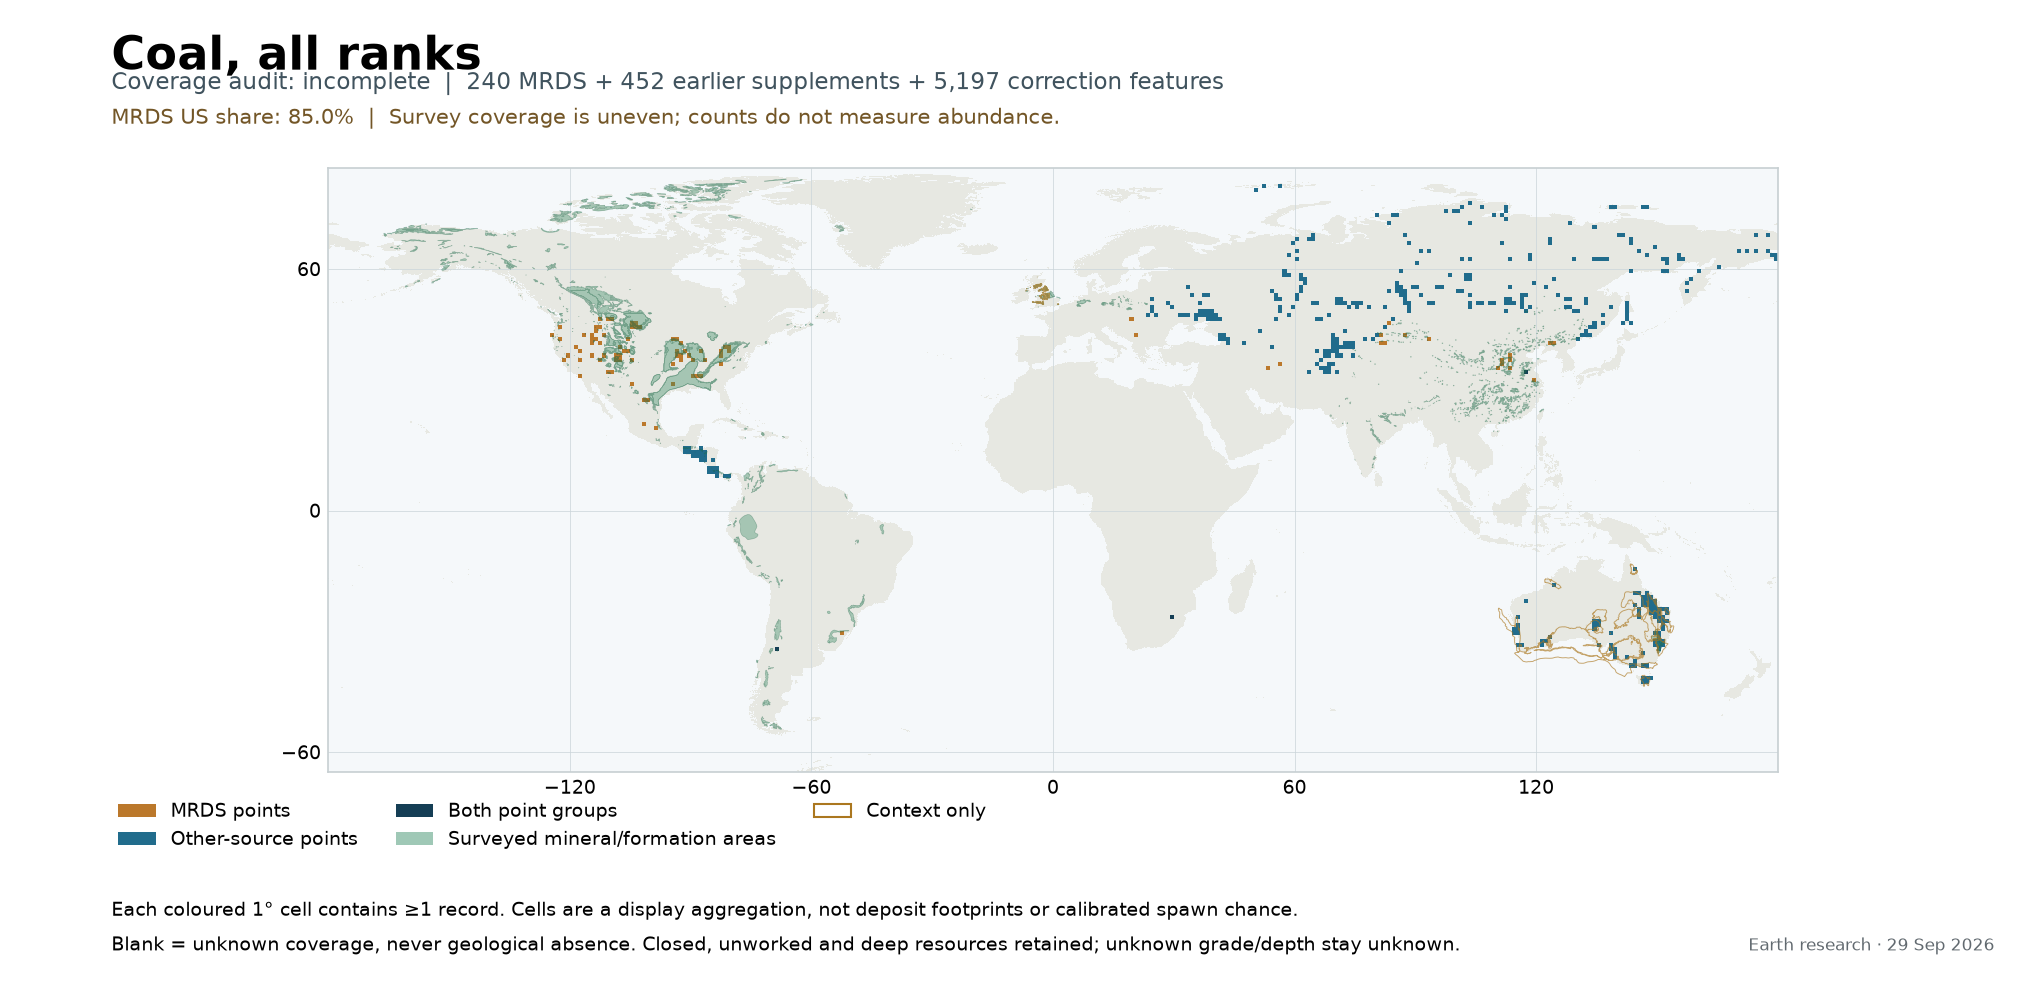 Coal, all ranks
Coverage audit: incomplete | 240 MRDS + 452 earlier supplements + 5,197 correction features
MRDS US share: 85.0% | Survey coverage is uneven; counts do not measure abundance.
60
0
−60
−120
−60
0
60
120
MRDS points
Other-source points
Both point groups
Surveyed mineral/formation areas
Context only
Each coloured 1° cell contains ≥1 record. Cells are a display aggregation, not deposit footprints or calibrated spawn chance.
Blank = unknown coverage, never geological absence. Closed, unworked and deep resources retained; unknown grade/depth stay unknown.
Earth research · 29 Sep 2026